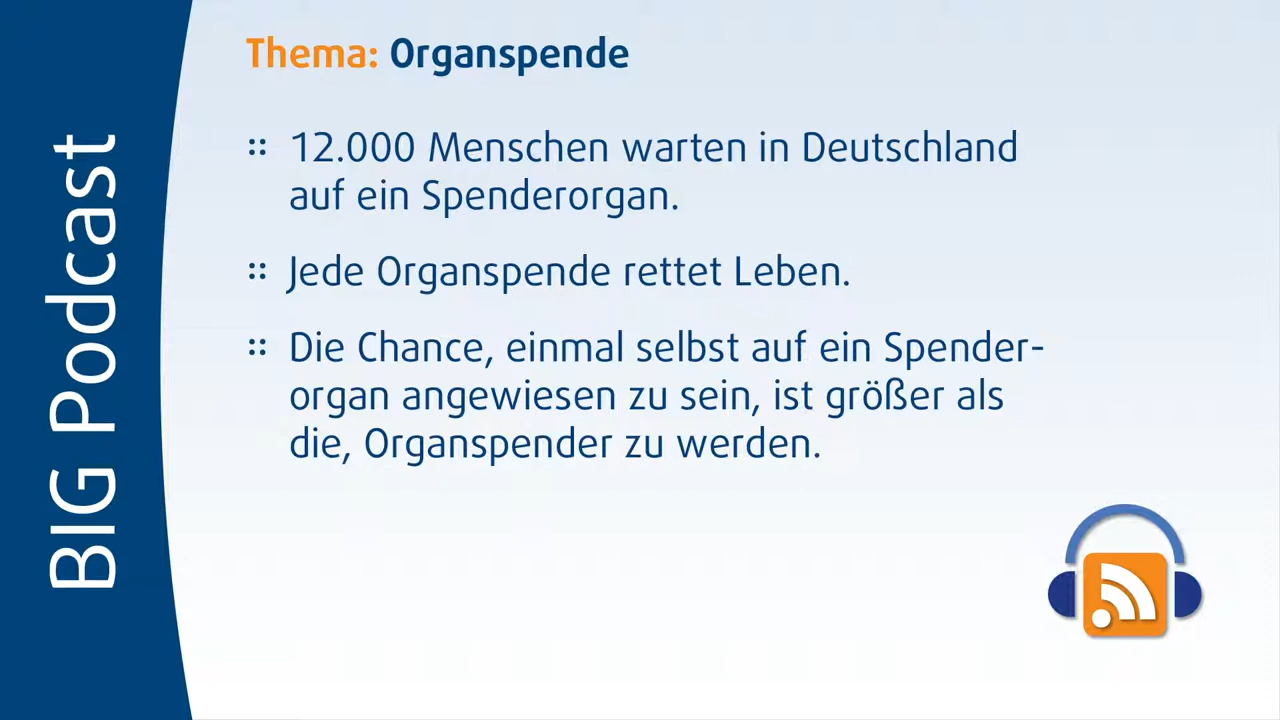 BIG Podcast
Thema: Organspende
:: 12.000 Menschen warten in Deutschland
auf ein Spenderorgan.
:: Jede Organspende rettet Leben.
:: Die Chance, einmal selbst auf ein Spender-
organ angewiesen zu sein, ist größer als
die, Organspender zu werden.